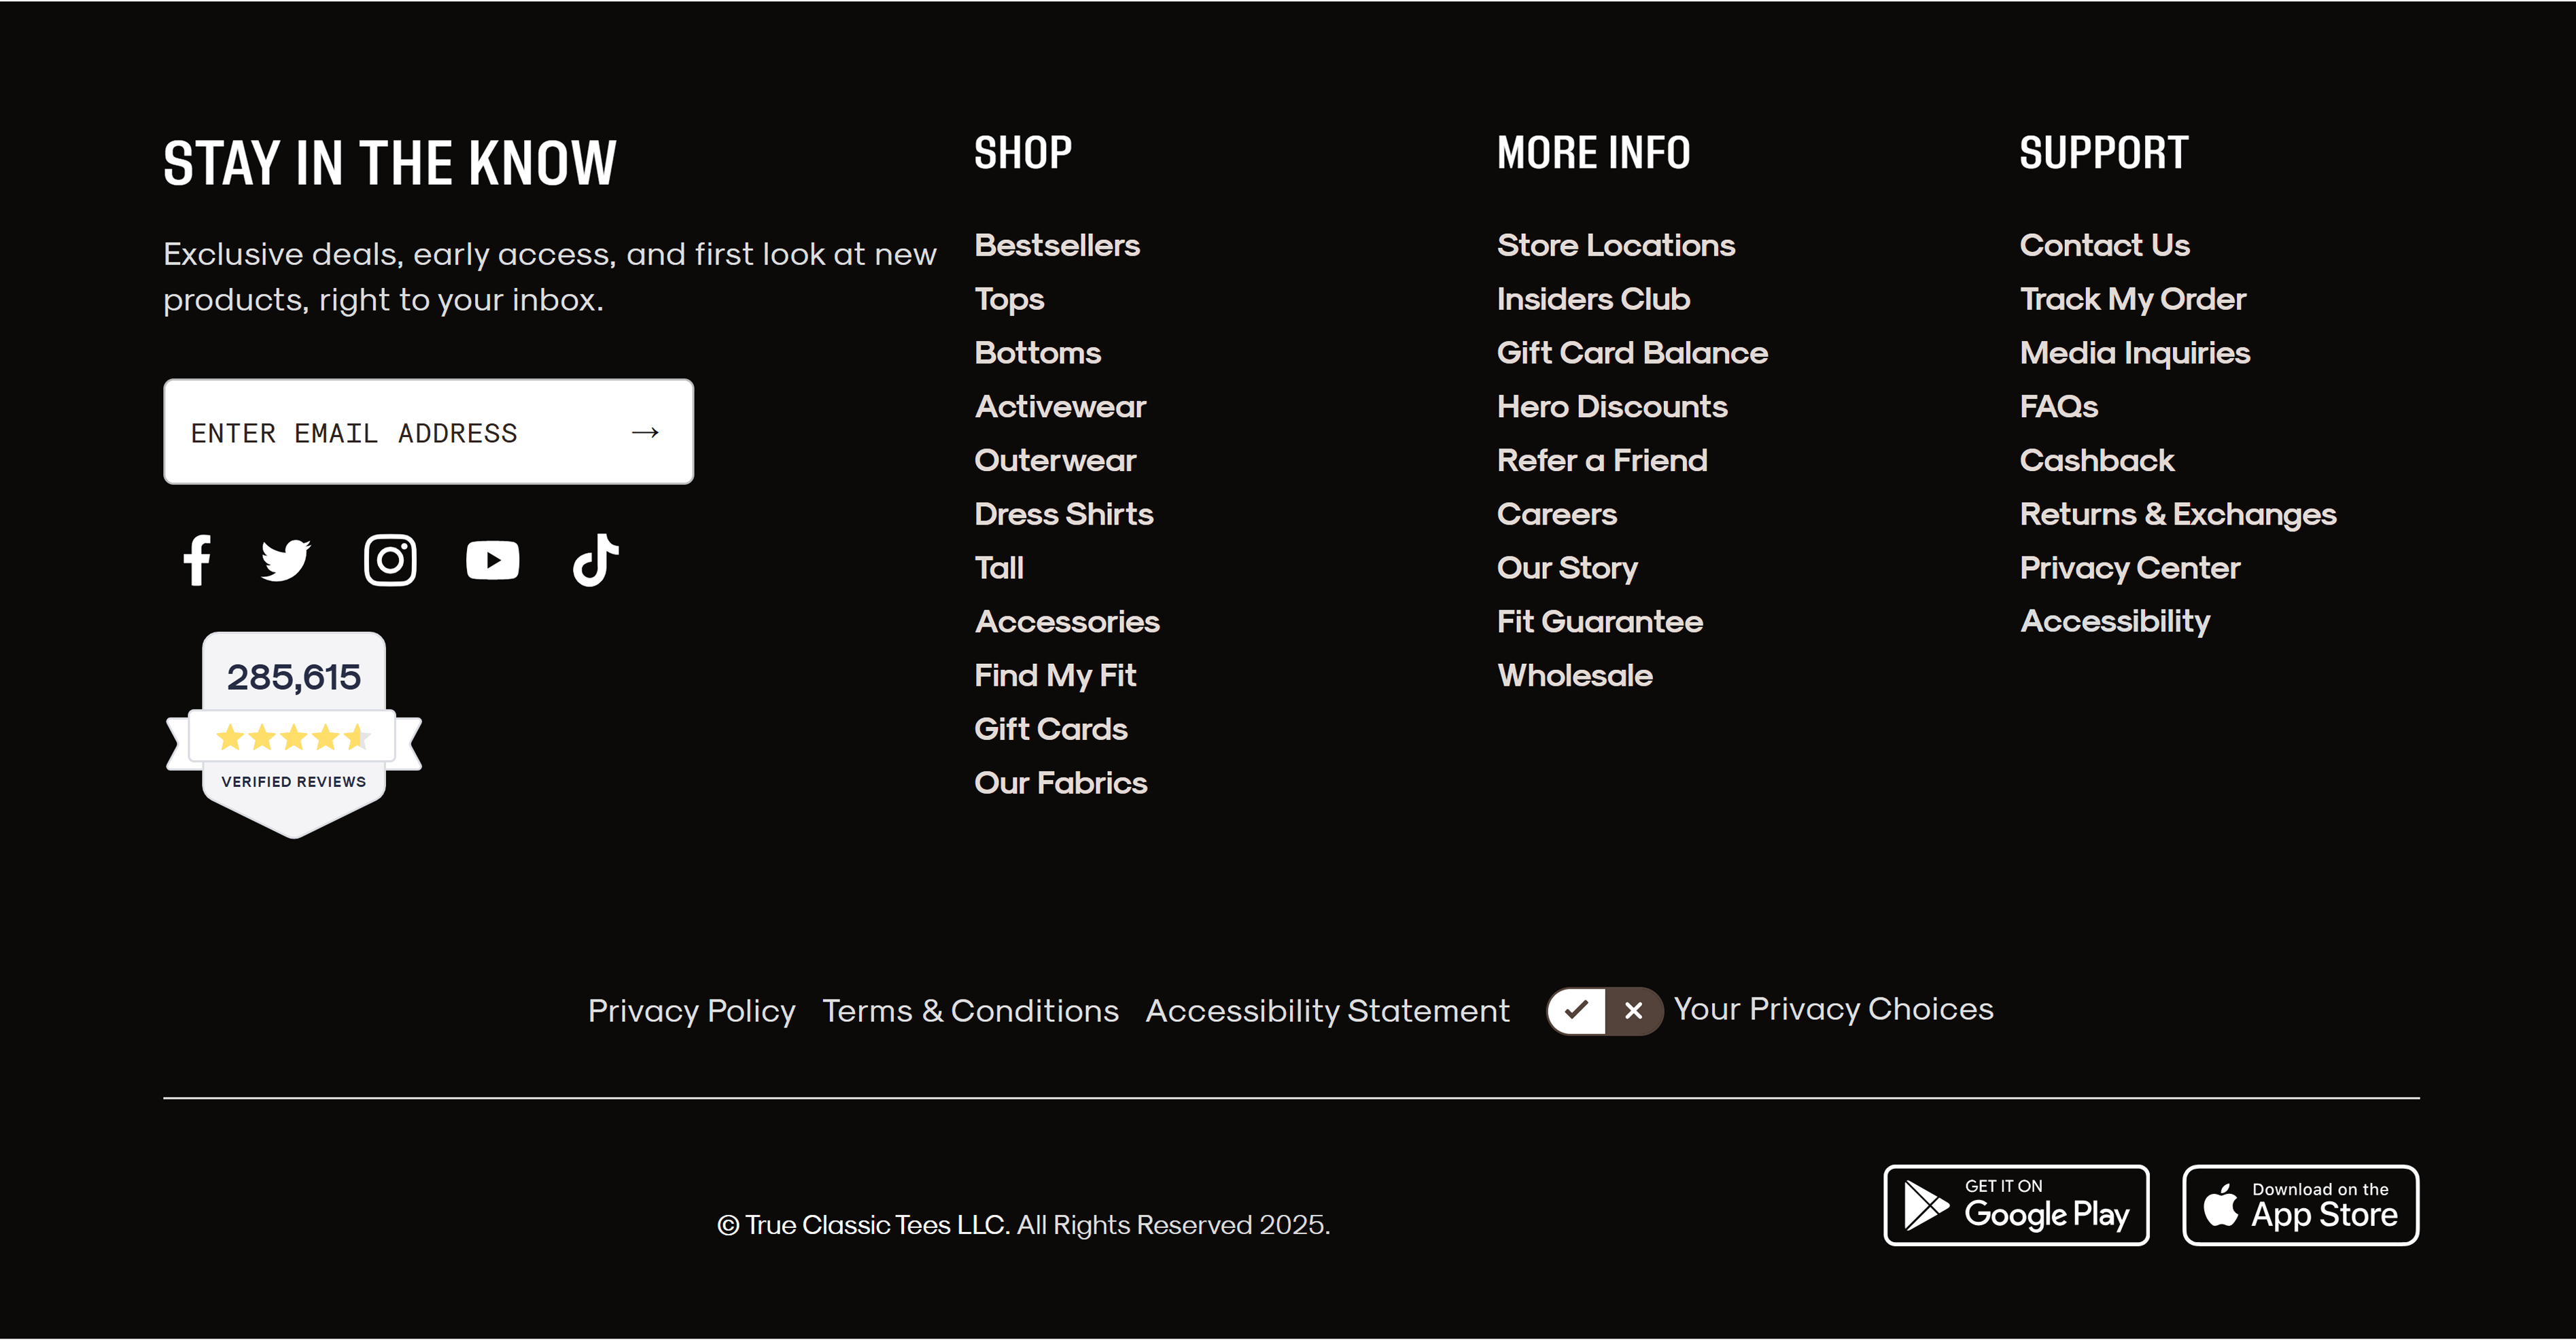 STAY IN THE KNOW
Exclusive deals, early access, and first look at new
products, right to your inbox.
ENTER EMAIL ADDRESS →
285,615
VERIFIED REVIEWS
SHOP
Bestsellers
Tops
Bottoms
Activewear
Outerwear
Dress Shirts
Tall
Accessories
Find My Fit
Gift Cards
Our Fabrics
MORE INFO
Store Locations
Insiders Club
Gift Card Balance
Hero Discounts
Refer a Friend
Careers
Our Story
Fit Guarantee
Wholesale
SUPPORT
Contact Us
Track My Order
Media Inquiries
FAQs
Cashback
Returns & Exchanges
Privacy Center
Accessibility
Privacy Policy Terms & Conditions Accessibility Statement Your Privacy Choices
© True Classic Tees LLC. All Rights Reserved 2025.
GET IT ON
Google Play
Download on the
App Store